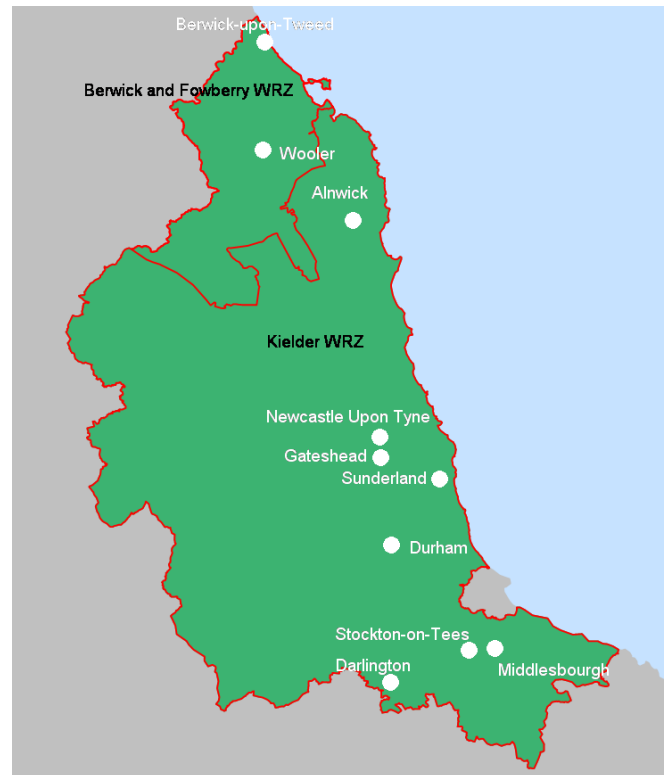 Berwick-upon-Tweed
Berwick and Fowberry WRZ
Wooler
Alnwick
Kielder WRZ
Newcastle Upon Tyne
Gateshead
Sunderland
Durham
Stockton-on-Tees
Middlesbourgh
Darlington